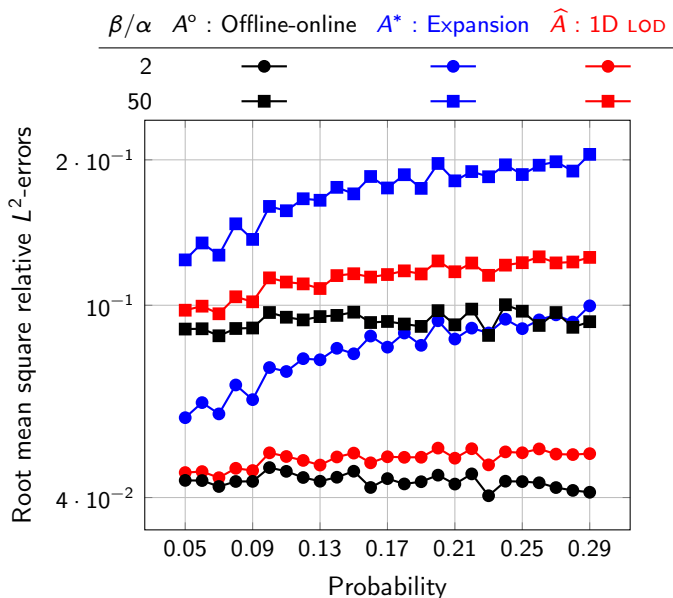 β/α A° : Offline-online A* : Expansion Â : 1D LOD
2
50
Root mean square relative L²-errors
2 · 10⁻¹
10⁻¹
4 · 10⁻²
0.05 0.09 0.13 0.17 0.21 0.25 0.29
Probability